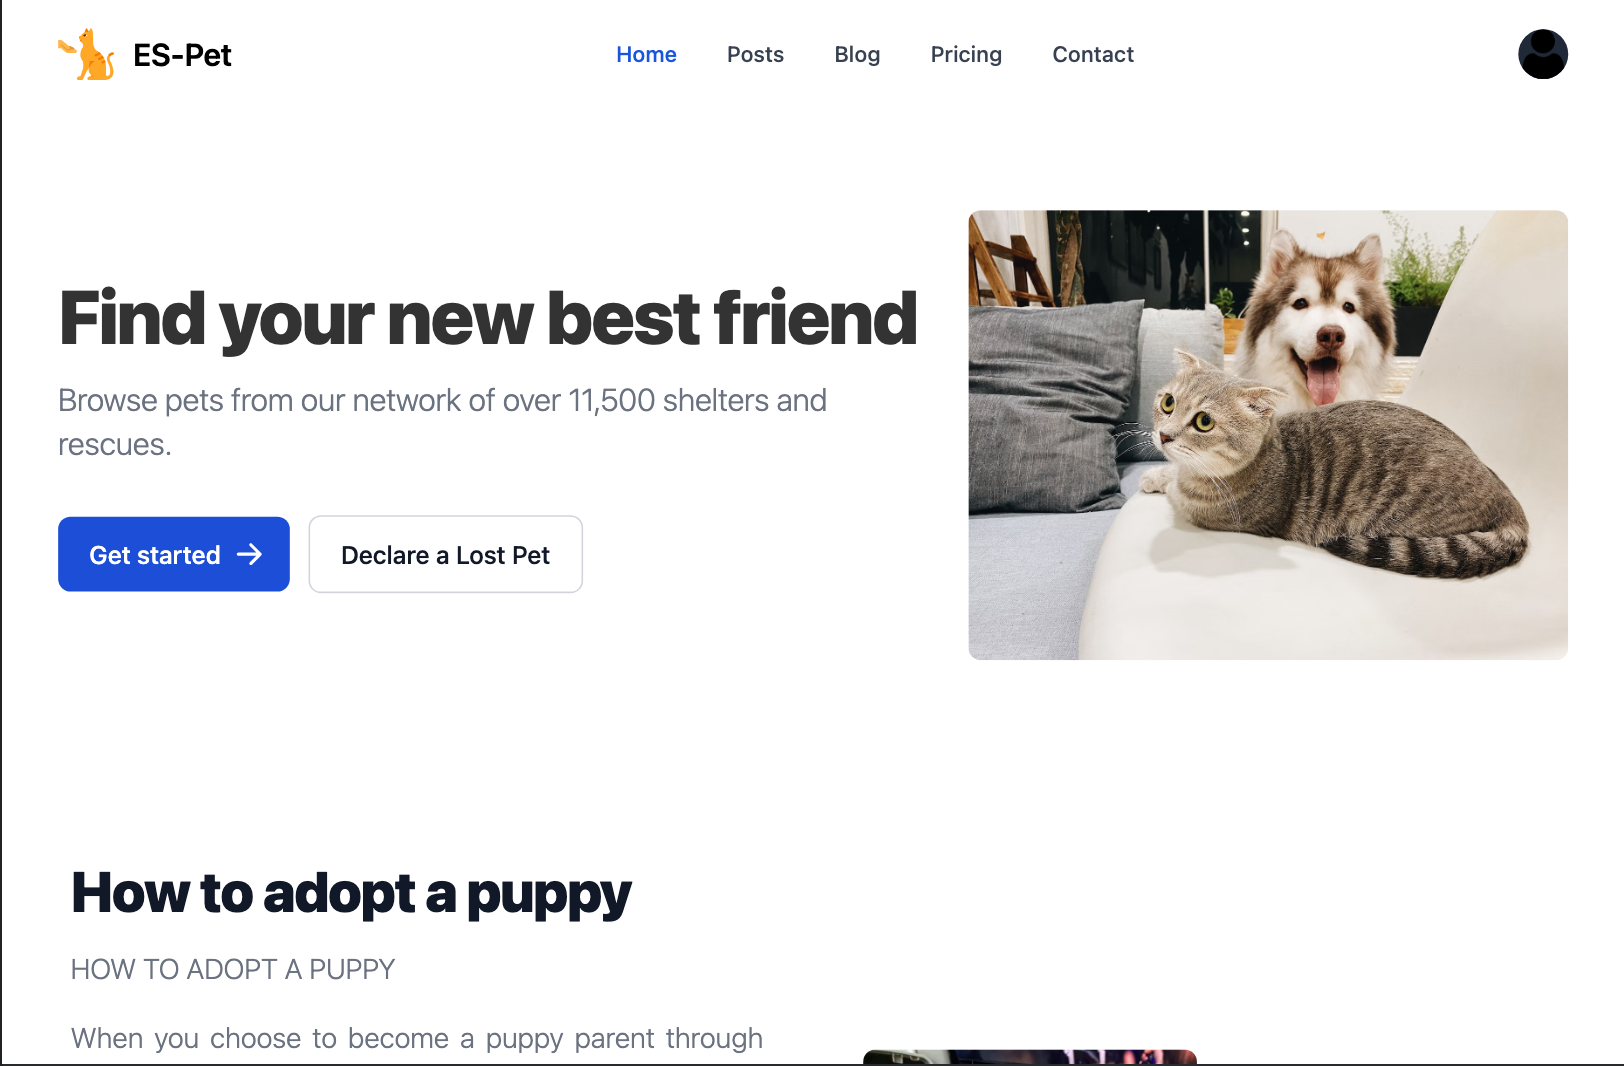 ES-Pet
Home
Posts
Blog
Pricing
Contact
Find your new best friend
Browse pets from our network of over 11,500 shelters and
rescues.
Get started →
Declare a Lost Pet
How to adopt a puppy
HOW TO ADOPT A PUPPY
When you choose to become a puppy parent through